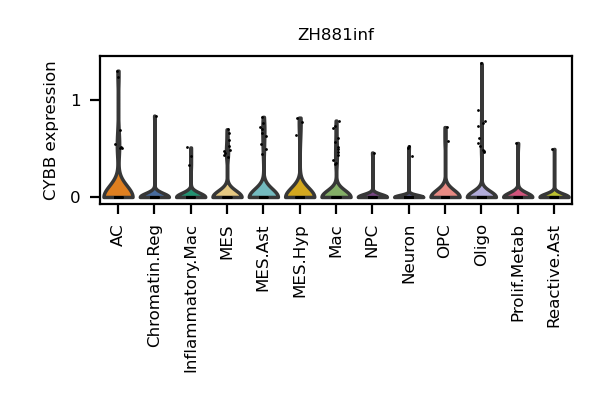 ZH881inf
CYBB expression
1
0
AC
Chromatin.Reg
Inflammatory.Mac
MES
MES.Ast
MES.Hyp
Mac
NPC
Neuron
OPC
Oligo
Prolif.Metab
Reactive.Ast